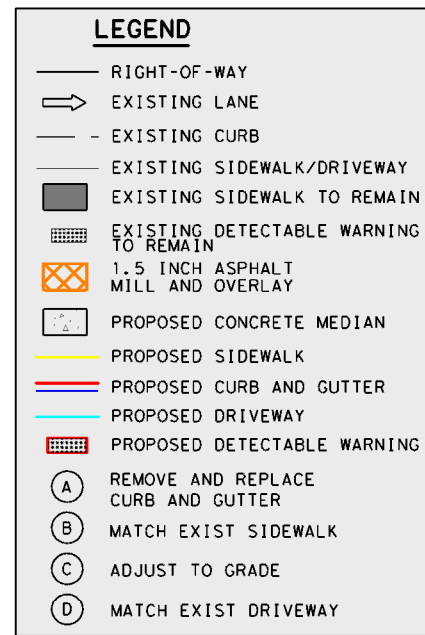 LEGEND
RIGHT-OF-WAY
EXISTING LANE
EXISTING CURB
EXISTING SIDEWALK/DRIVEWAY
EXISTING SIDEWALK TO REMAIN
EXISTING DETECTABLE WARNING
TO REMAIN
1.5 INCH ASPHALT
MILL AND OVERLAY
PROPOSED CONCRETE MEDIAN
PROPOSED SIDEWALK
PROPOSED CURB AND GUTTER
PROPOSED DRIVEWAY
PROPOSED DETECTABLE WARNING
A REMOVE AND REPLACE
CURB AND GUTTER
B MATCH EXIST SIDEWALK
C ADJUST TO GRADE
D MATCH EXIST DRIVEWAY